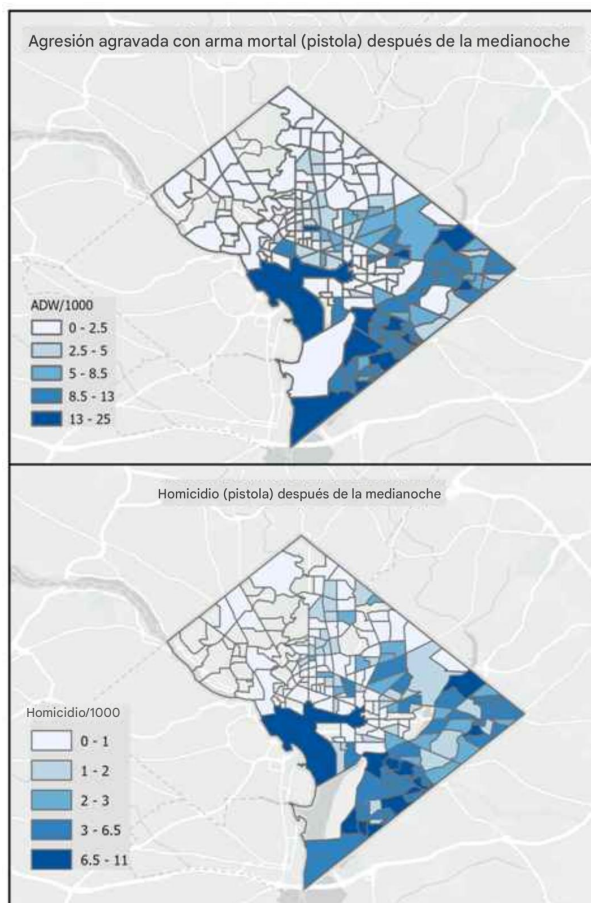 Agresión agravada con arma mortal (pistola) después de la medianoche
ADW/1000
0 - 2.5
2.5 - 5
5 - 8.5
8.5 - 13
13 - 25
Homicidio (pistola) después de la medianoche
Homicidio/1000
0 - 1
1 - 2
2 - 3
3 - 6.5
6.5 - 11